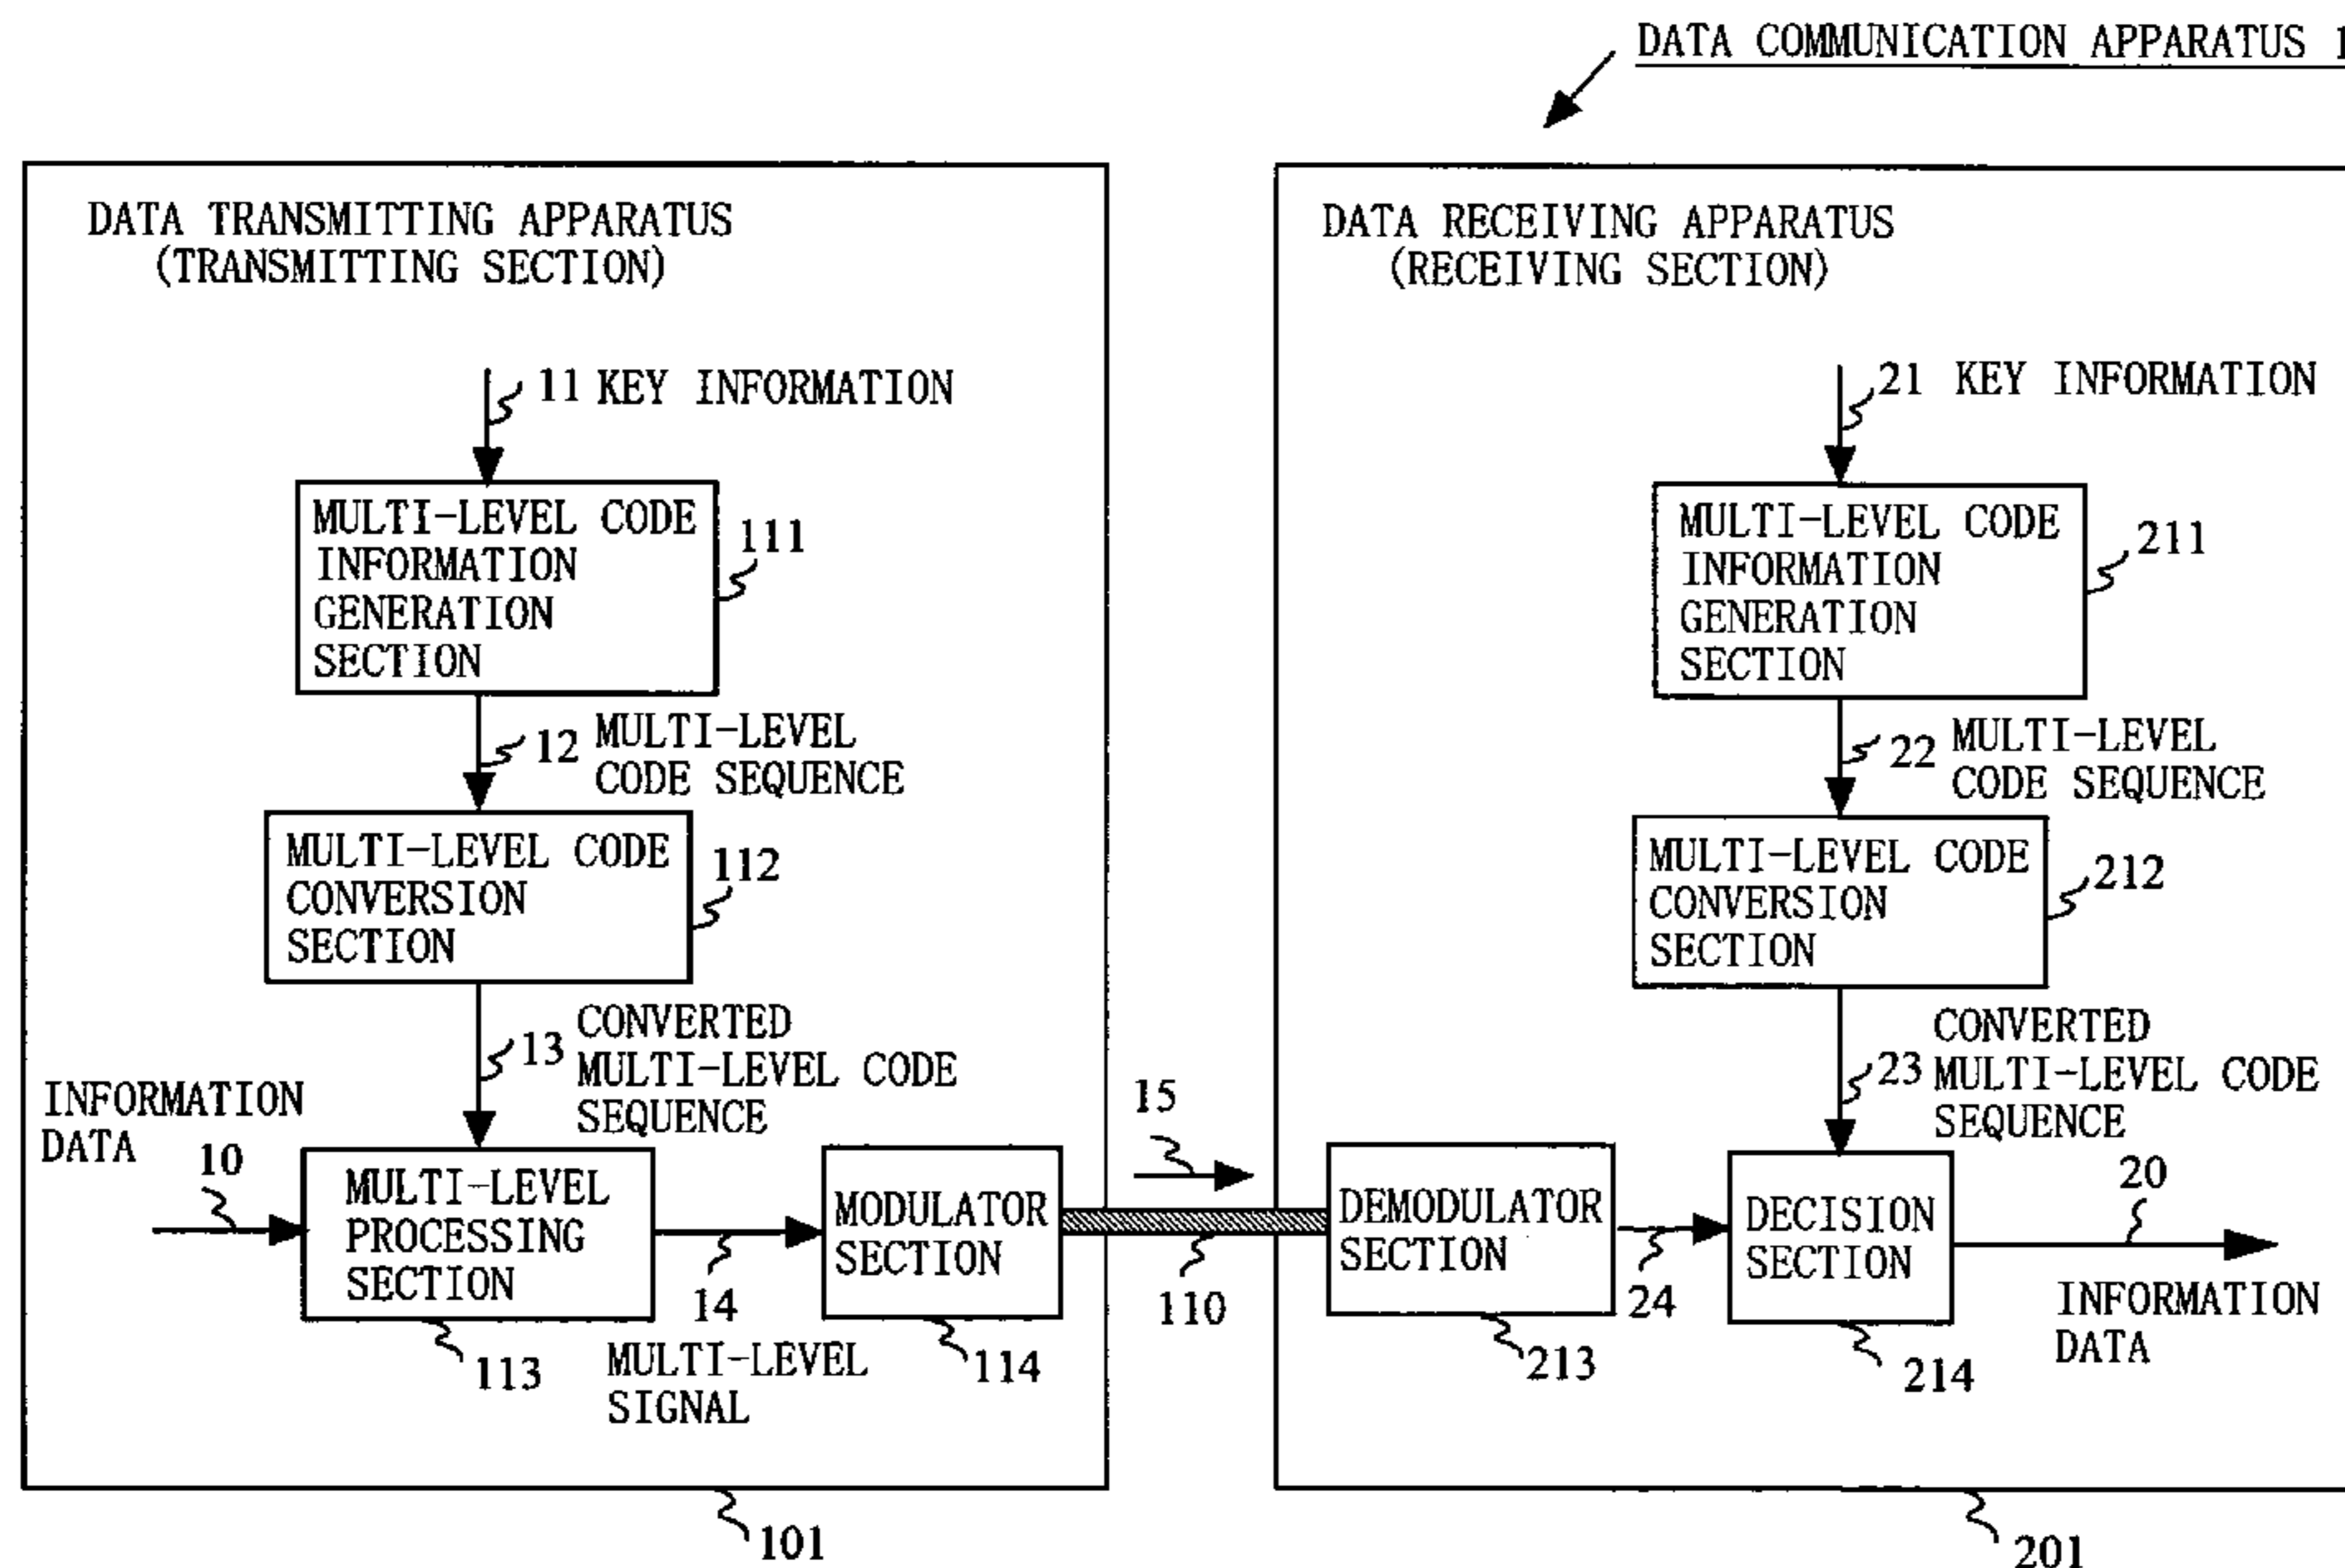 DATA COMMUNICATION APPARATUS 1
DATA TRANSMITTING APPARATUS
(TRANSMITTING SECTION)
11 KEY INFORMATION
MULTI-LEVEL CODE
INFORMATION
GENERATION
SECTION
111
12
MULTI-LEVEL
CODE SEQUENCE
MULTI-LEVEL CODE
CONVERSION
SECTION
112
13
CONVERTED
MULTI-LEVEL CODE
SEQUENCE
INFORMATION
DATA
10
MULTI-LEVEL
PROCESSING
SECTION
113
14
MULTI-LEVEL
SIGNAL
MODULATOR
SECTION
114
101
15
110
DATA RECEIVING APPARATUS
(RECEIVING SECTION)
21 KEY INFORMATION
MULTI-LEVEL CODE
INFORMATION
GENERATION
SECTION
211
22
MULTI-LEVEL
CODE SEQUENCE
MULTI-LEVEL CODE
CONVERSION
SECTION
212
23
CONVERTED
MULTI-LEVEL CODE
SEQUENCE
DEMODULATOR
SECTION
213
24
DECISION
SECTION
214
20
INFORMATION
DATA
201